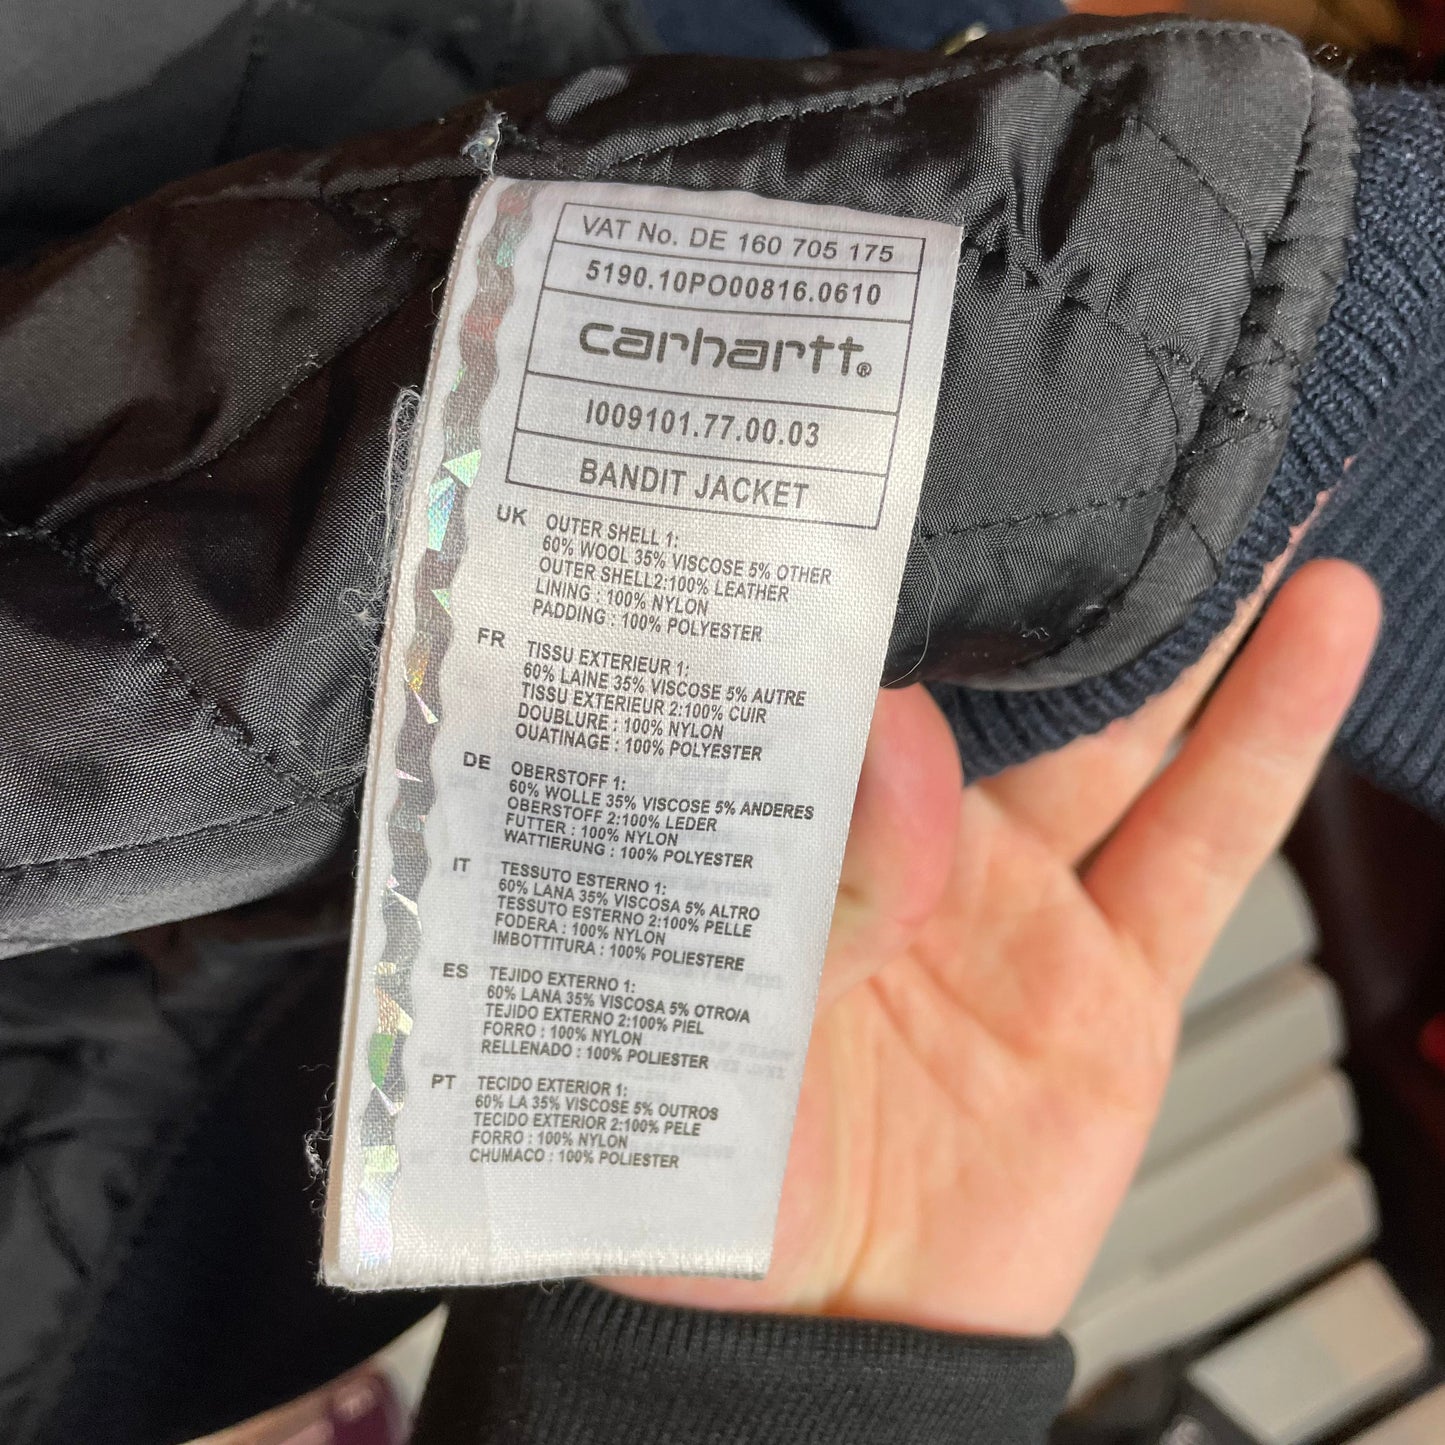 VAT No. DE 160 705 175
5190.10PO00816.0610
carhartt®
I009101.77.00.03
BANDIT JACKET
UK OUTER SHELL 1:
60% WOOL 35% VISCOSE 5% OTHER
OUTER SHELL2:100% LEATHER
LINING : 100% NYLON
PADDING : 100% POLYESTER
FR TISSU EXTERIEUR 1:
60% LAINE 35% VISCOSE 5% AUTRE
TISSU EXTERIEUR 2:100% CUIR
DOUBLURE : 100% NYLON
OUATINAGE : 100% POLYESTER
DE OBERSTOFF 1:
60% WOLLE 35% VISCOSE 5% ANDERES
OBERSTOFF 2:100% LEDER
FUTTER : 100% NYLON
WATTIERUNG : 100% POLYESTER
IT TESSUTO ESTERNO 1:
60% LANA 35% VISCOSA 5% ALTRO
TESSUTO ESTERNO 2:100% PELLE
FODERA : 100% NYLON
IMBOTTITURA : 100% POLIESTERE
ES TEJIDO EXTERNO 1:
60% LANA 35% VISCOSA 5% OTRO/A
TEJIDO EXTERNO 2:100% PIEL
FORRO : 100% NYLON
RELLENADO : 100% POLIESTER
PT TECIDO EXTERIOR 1:
60% LA 35% VISCOSE 5% OUTROS
TECIDO EXTERIOR 2:100% PELE
FORRO : 100% NYLON
CHUMACO : 100% POLIESTER